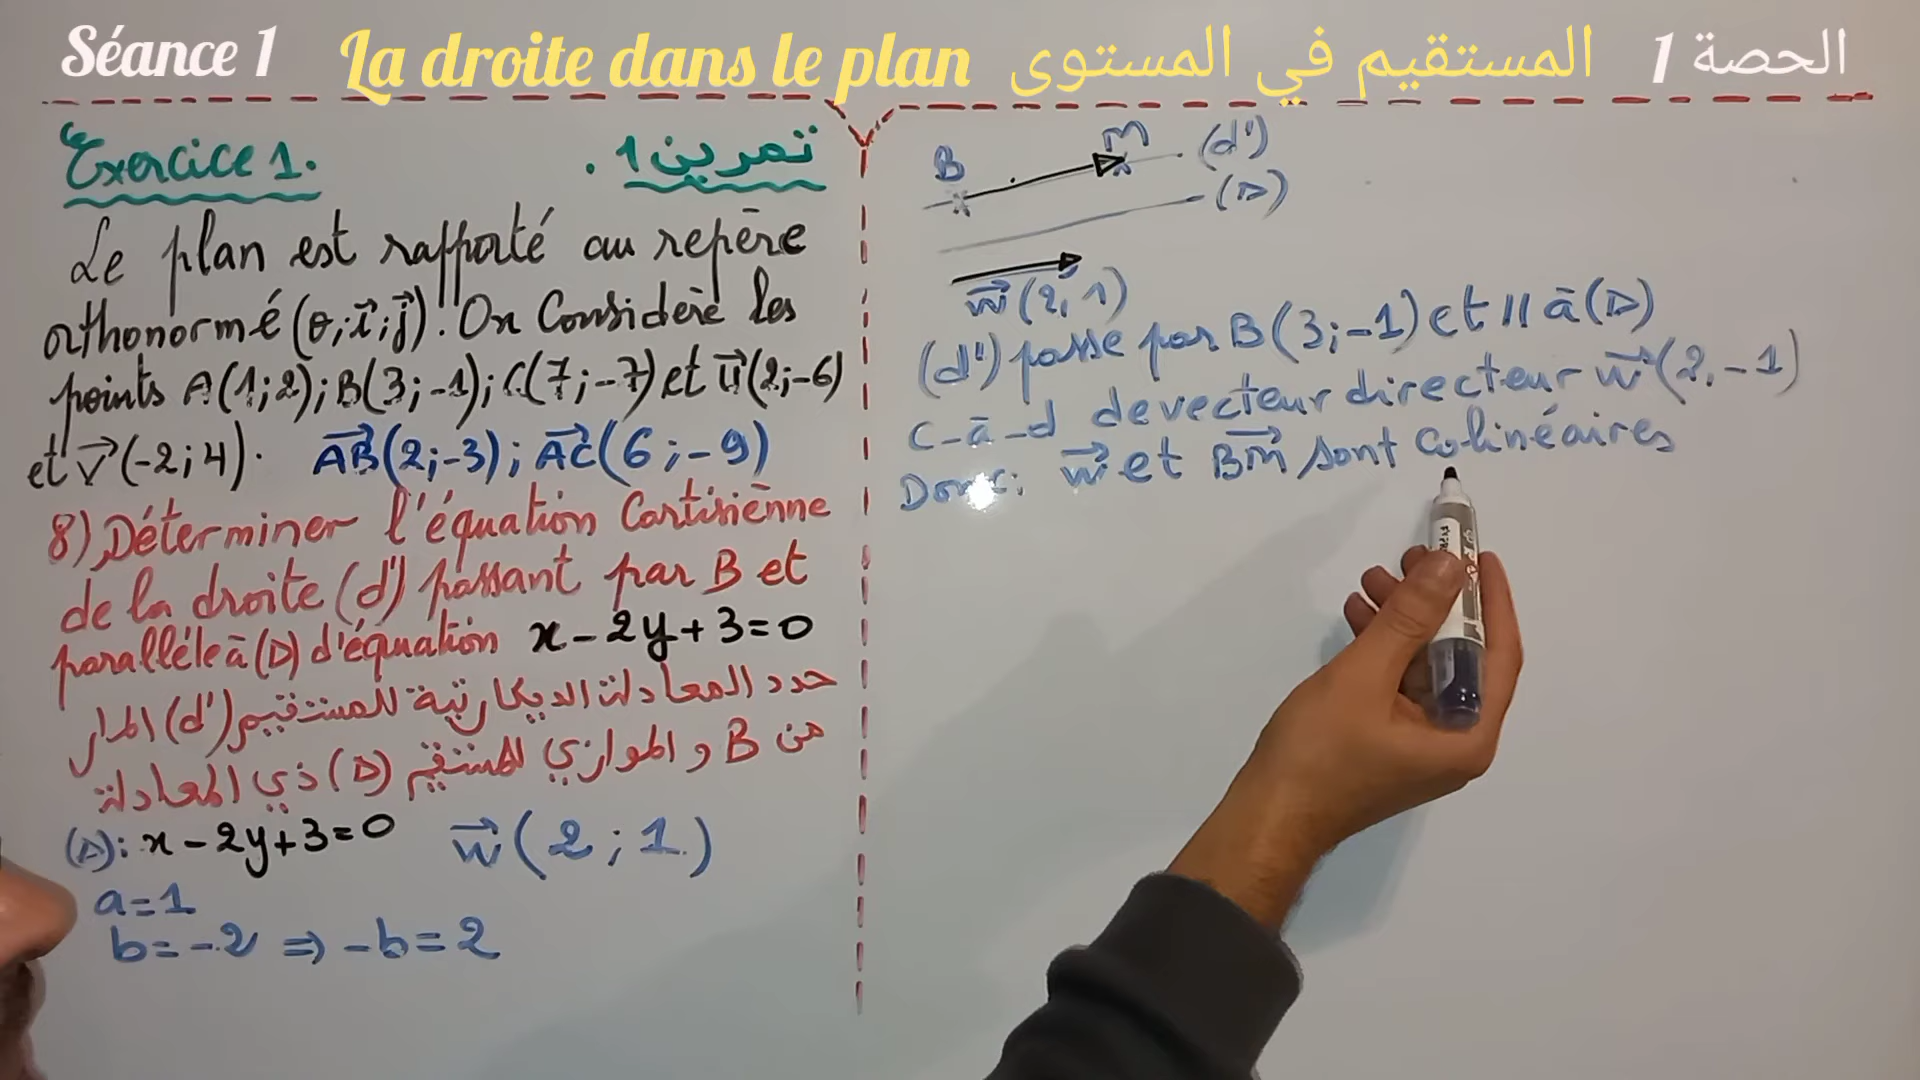 Séance 1 La droite dans le plan المستقيم في المستوى الحصة 1
Exercice 1. تمرين 1.
Le plan est rapporté au repère
orthonormé (o;i⃗;j⃗). On Considère les
points A(1;2); B(3;-1); C(7;-7) et u⃗(2;-6)
et v⃗(-2;4). AB⃗(2;-3); AC⃗(6;-9)
8) Déterminer l'équation Cartisiènne
de la droite (d') passant par B et
parallèle à (D) d'équation x-2y+3=0
حدد المعادلة الديكارتية للمستقيم (d') المار
من B و الموازي للمستقيم (D) ذي المعادلة
(D): x-2y+3=0 w⃗(2;1)
a=1
b=-2 ⇒ -b=2
B M (d')
(D)
w⃗(2,1)
(d') passe par B(3;-1) et // à (D)
c-à-d de vecteur directeur w⃗(2,-1)
Donc: w⃗ et BM⃗ sont colinéaires